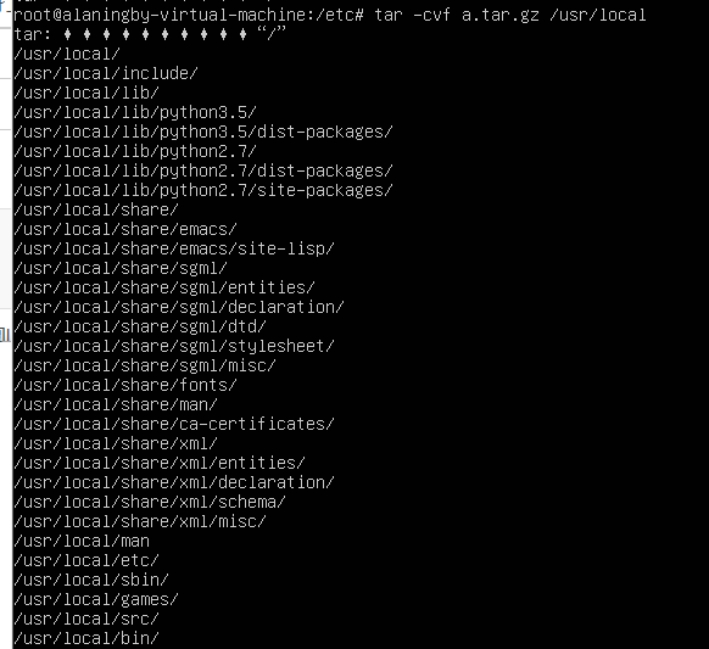 root@alaningby-virtual-machine:/etc# tar -cvf a.tar.gz /usr/local
tar: ♦ ♦ ♦ ♦ ♦ ♦ ♦ ♦ ♦ ♦ “/”
/usr/local/
/usr/local/include/
/usr/local/lib/
/usr/local/lib/python3.5/
/usr/local/lib/python3.5/dist-packages/
/usr/local/lib/python2.7/
/usr/local/lib/python2.7/dist-packages/
/usr/local/lib/python2.7/site-packages/
/usr/local/share/
/usr/local/share/emacs/
/usr/local/share/emacs/site-lisp/
/usr/local/share/sgml/
/usr/local/share/sgml/entities/
/usr/local/share/sgml/declaration/
/usr/local/share/sgml/dtd/
/usr/local/share/sgml/stylesheet/
/usr/local/share/sgml/misc/
/usr/local/share/fonts/
/usr/local/share/man/
/usr/local/share/ca-certificates/
/usr/local/share/xml/
/usr/local/share/xml/entities/
/usr/local/share/xml/declaration/
/usr/local/share/xml/schema/
/usr/local/share/xml/misc/
/usr/local/man
/usr/local/etc/
/usr/local/sbin/
/usr/local/games/
/usr/local/src/
/usr/local/bin/